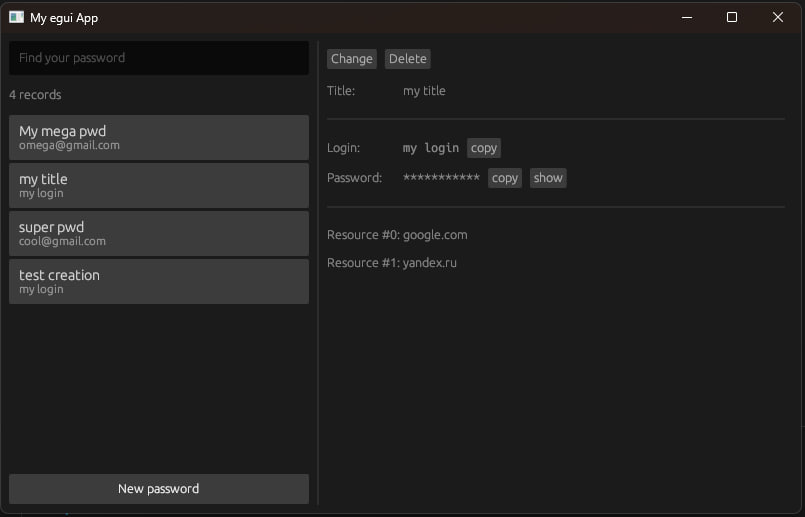 My egui App
Find your password
4 records
My mega pwd
omega@gmail.com
my title
my login
super pwd
cool@gmail.com
test creation
my login
New password
Change Delete
Title: my title
Login: my login copy
Password: *********** copy show
Resource #0: google.com
Resource #1: yandex.ru